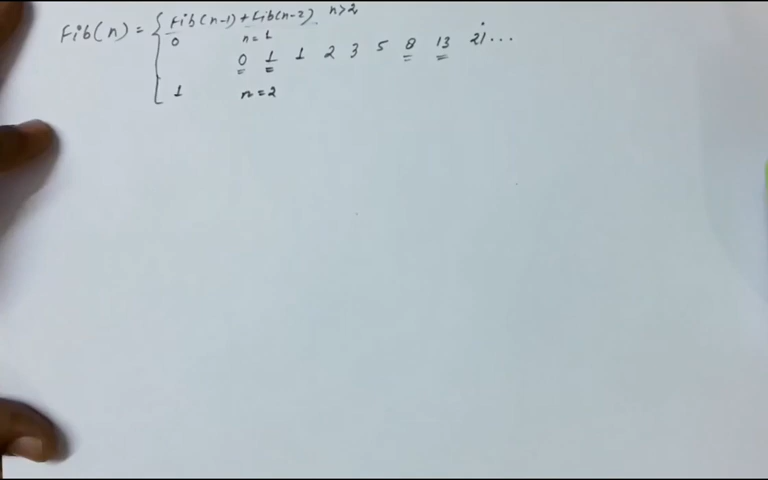 Fib(n) = { Fib(n-1) + Fib(n-2), n>2
0 n=1
0 1 1 2 3 5 8 13 21...
1 n=2